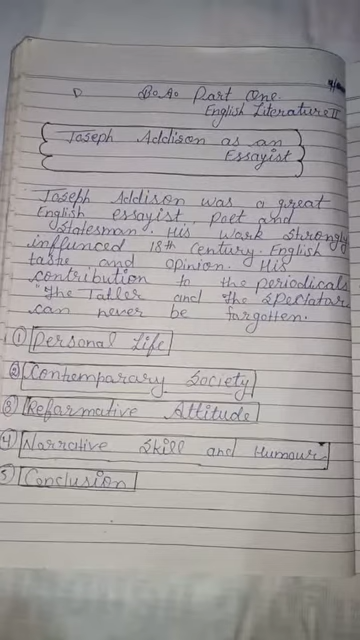 B.A. Part One
English Literature II
Joseph Addison as an
Essayist
Joseph Addison was a great
English essayist, Poet and
Statesman. His work strongly
influnced 18th Century. English
taste and opinion. His
contribution to the periodicals
"The Tatler and The Spectator
can never be forgotten.
① Personal Life
② Contemparary Society
③ Reformative Attitude
④ Narrative Skill and Humour
⑤ Conclusion